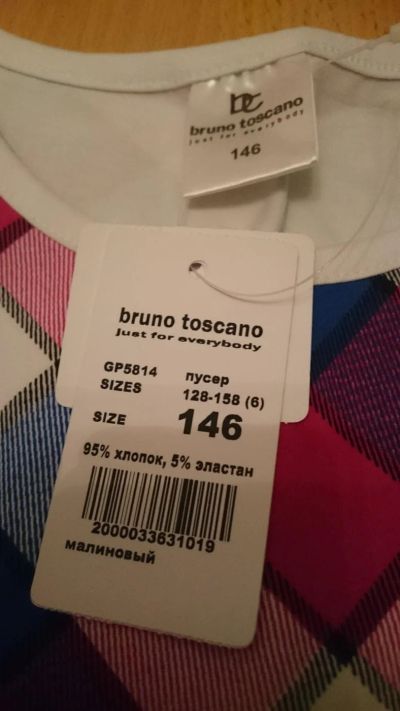 bc
bruno toscano
just for everybody
146
bruno toscano
just for everybody
GP5814 пусер
SIZES 128-158 (6)
SIZE 146
95% хлопок, 5% эластан
2000033631019
малиновый